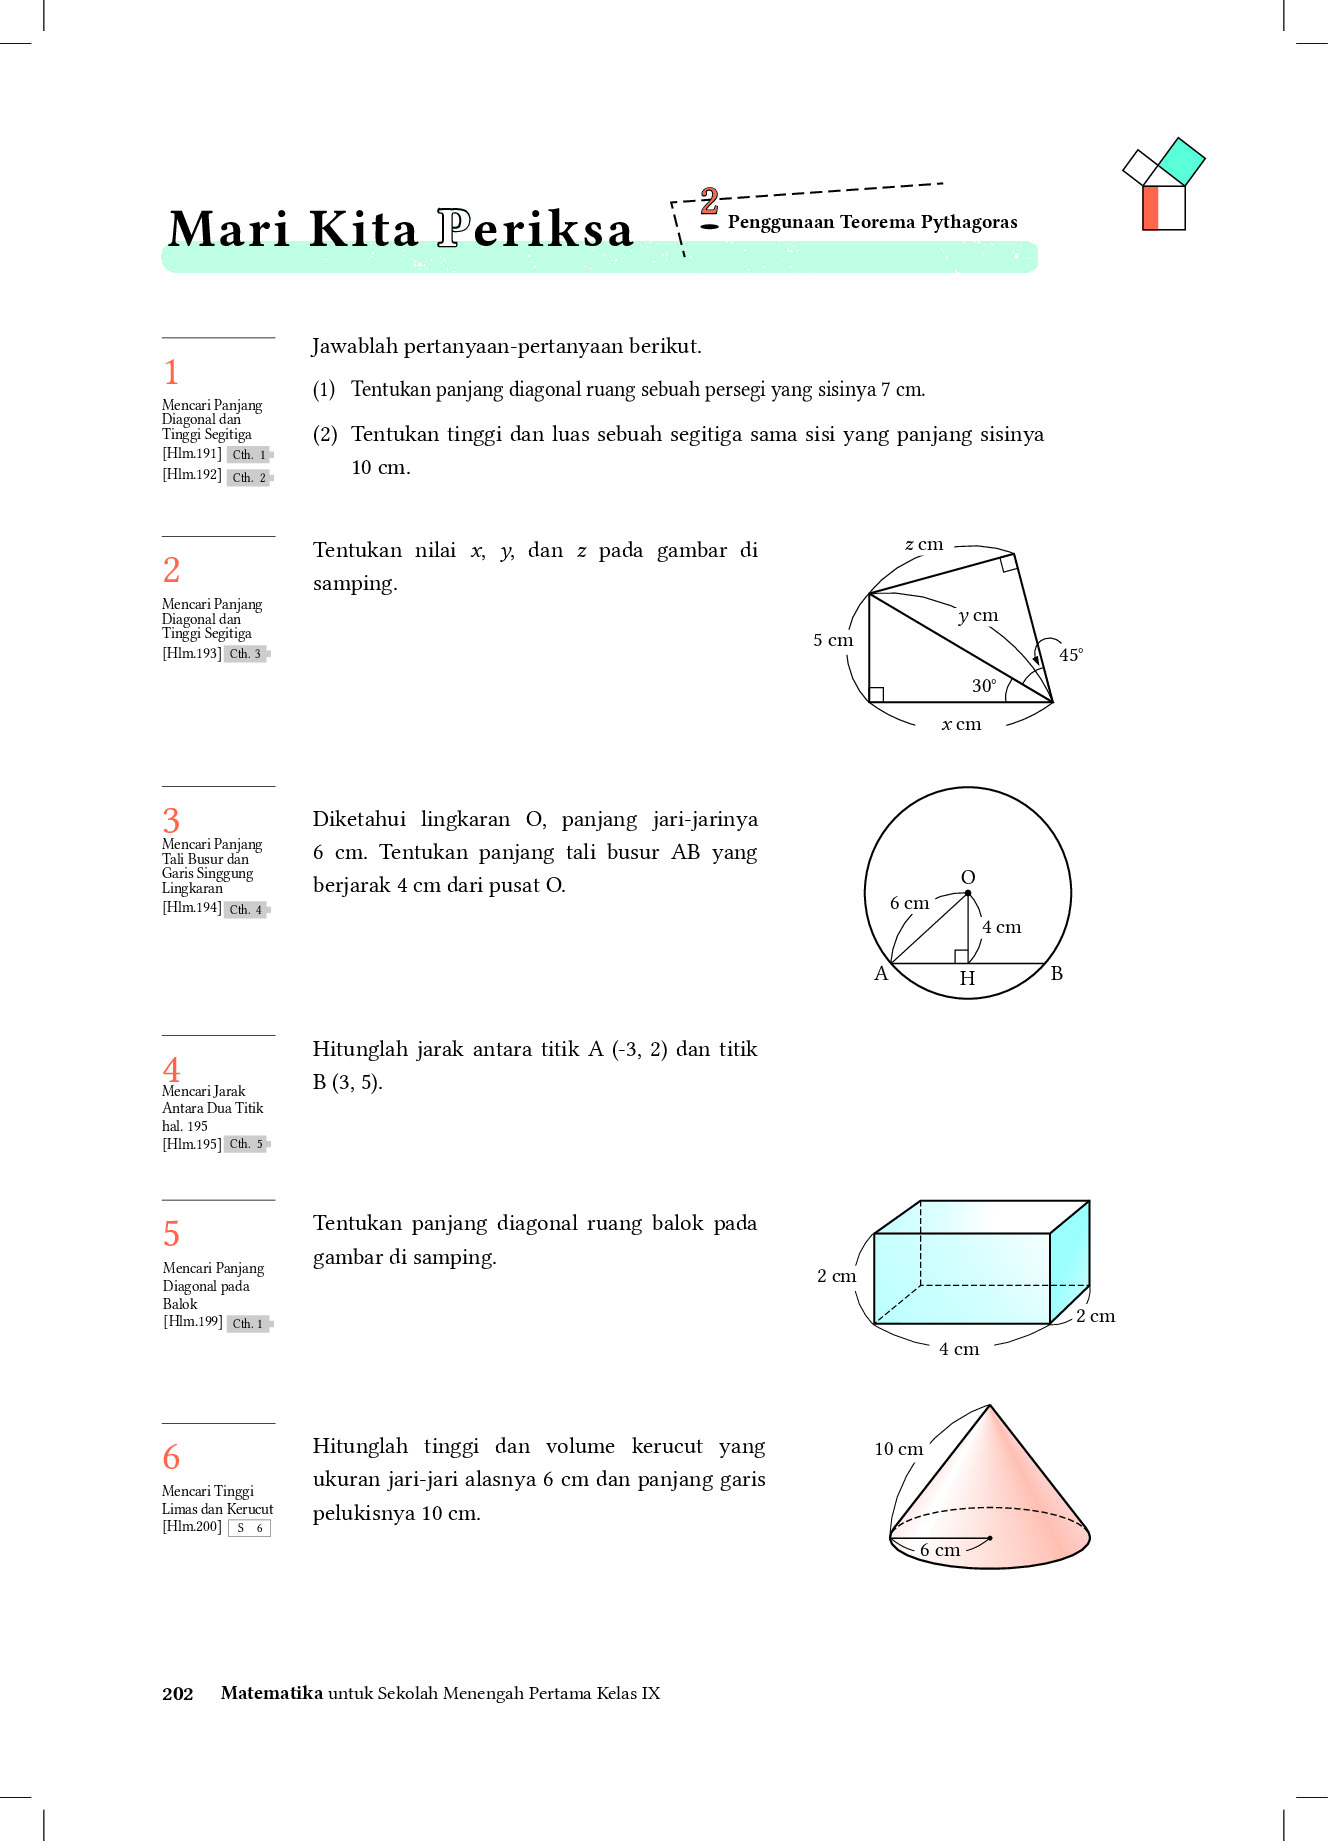 Mari Kita Periksa
2
Penggunaan Teorema Pythagoras
1
Mencari Panjang
Diagonal dan
Tinggi Segitiga
[Hlm.191] Cth. 1
[Hlm.192] Cth. 2
Jawablah pertanyaan-pertanyaan berikut.
(1) Tentukan panjang diagonal ruang sebuah persegi yang sisinya 7 cm.
(2) Tentukan tinggi dan luas sebuah segitiga sama sisi yang panjang sisinya
10 cm.
2
Mencari Panjang
Diagonal dan
Tinggi Segitiga
[Hlm.193] Cth. 3
Tentukan nilai x, y, dan z pada gambar di
samping.
z cm
y cm
5 cm
45°
30°
x cm
3
Mencari Panjang
Tali Busur dan
Garis Singgung
Lingkaran
[Hlm.194] Cth. 4
Diketahui lingkaran O, panjang jari-jarinya
6 cm. Tentukan panjang tali busur AB yang
berjarak 4 cm dari pusat O.
O
6 cm
4 cm
A
H
B
4
Mencari Jarak
Antara Dua Titik
hal. 195
[Hlm.195] Cth. 5
Hitunglah jarak antara titik A (-3, 2) dan titik
B (3, 5).
5
Mencari Panjang
Diagonal pada
Balok
[Hlm.199] Cth. 1
Tentukan panjang diagonal ruang balok pada
gambar di samping.
2 cm
2 cm
4 cm
6
Mencari Tinggi
Limas dan Kerucut
[Hlm.200] S 6
Hitunglah tinggi dan volume kerucut yang
ukuran jari-jari alasnya 6 cm dan panjang garis
pelukisnya 10 cm.
10 cm
6 cm
202 Matematika untuk Sekolah Menengah Pertama Kelas IX